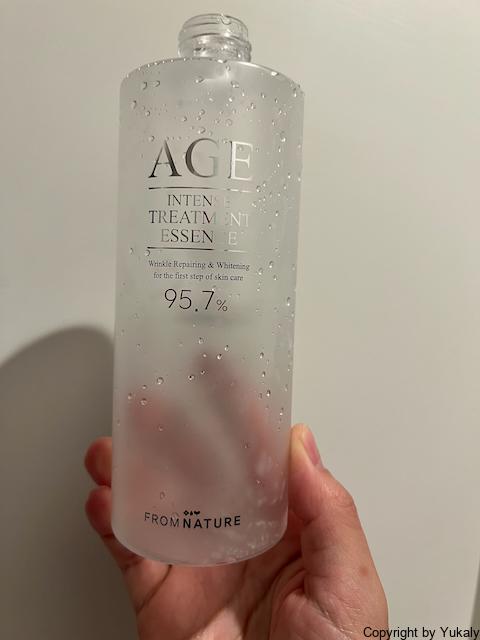 AGE
INTENSE
TREATMENT
ESSENCE
Wrinkle Repairing & Whitening
for the first step of skin care
95.7%
FROMNATURE
Copyright by Yukaly